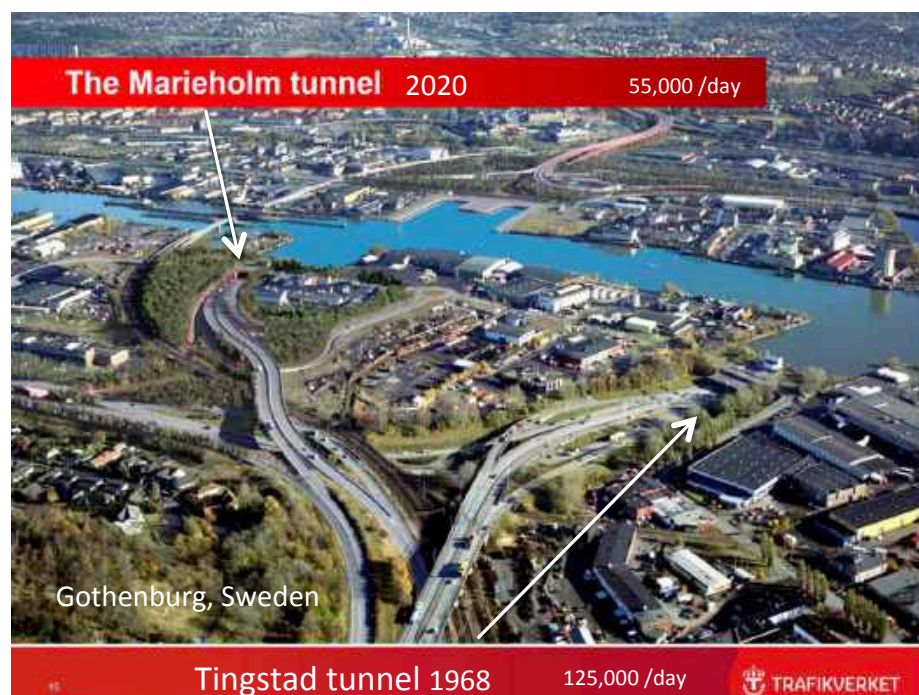 The Marieholm tunnel 2020 55,000 /day
Gothenburg, Sweden
Tingstad tunnel 1968 125,000 /day TRAFIKVERKET